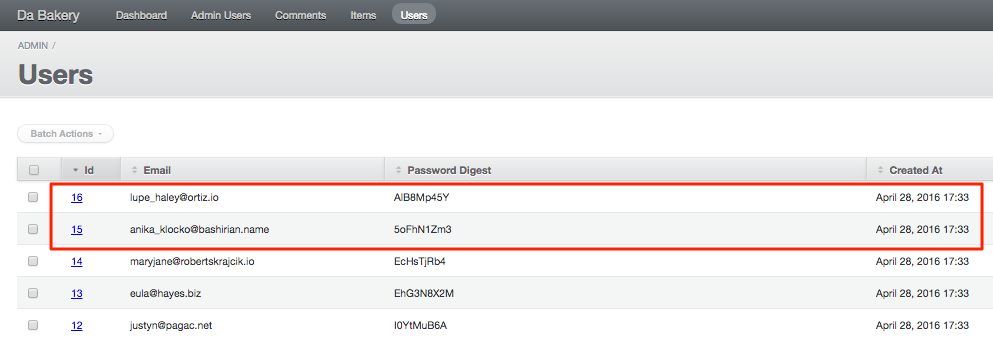 Da Bakery Dashboard Admin Users Comments Items Users
ADMIN /
Users
Batch Actions
Id Email Password Digest Created At
16 lupe_haley@ortiz.io AlB8Mp45Y April 28, 2016 17:33
15 anika_klocko@bashirian.name 5oFhN1Zm3 April 28, 2016 17:33
14 maryjane@robertskrajcik.io EcHsTjRb4 April 28, 2016 17:33
13 eula@hayes.biz EhG3N8X2M April 28, 2016 17:33
12 justyn@pagac.net I0YtMuB6A April 28, 2016 17:33